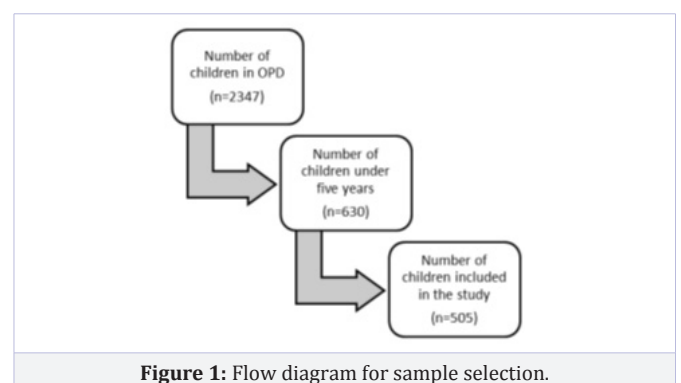 Number of
children in OPD
(n=2347)
Number of
children under
five years
(n=630)
Number of
children included
in the study
(n=505)
Figure 1: Flow diagram for sample selection.